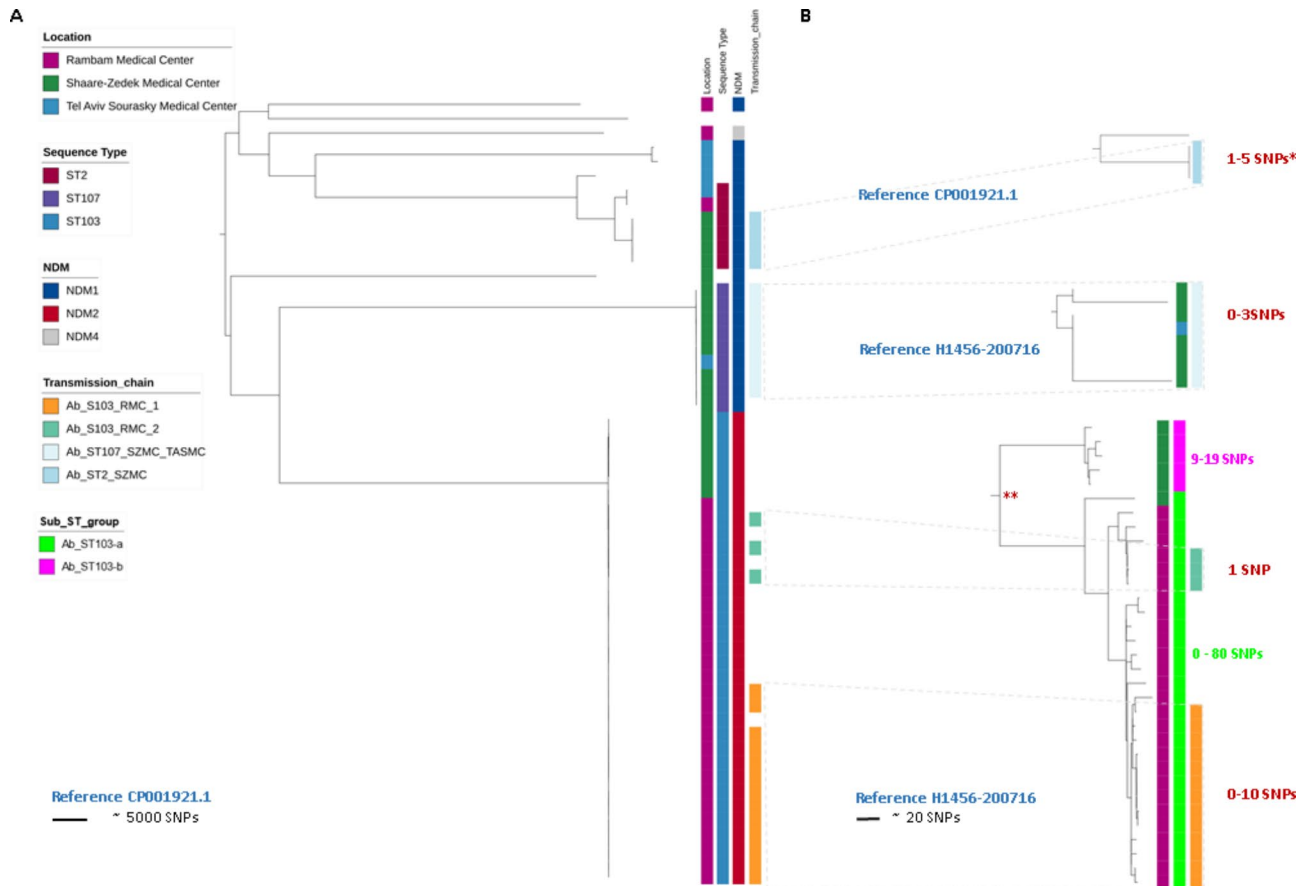 A
B
Location
Rambam Medical Center
Shaare-Zedek Medical Center
Tel Aviv Sourasky Medical Center
Sequence Type
ST2
ST107
ST103
NDM
NDM1
NDM2
NDM4
Transmission_chain
Ab_S103_RMC_1
Ab_S103_RMC_2
Ab_ST107_SZMC_TASMC
Ab_ST2_SZMC
Sub_ST_group
Ab_ST103-a
Ab_ST103-b
Reference CP001921.1
~ 5000 SNPs
Location
Sequence Type
NDM
Transmission_chain
1-5 SNPs*
Reference CP001921.1
0-3SNPs
Reference H1456-200716
9-19 SNPs
**
1 SNP
0 - 80 SNPs
0-10 SNPs
Reference H1456-200716
~ 20 SNPs